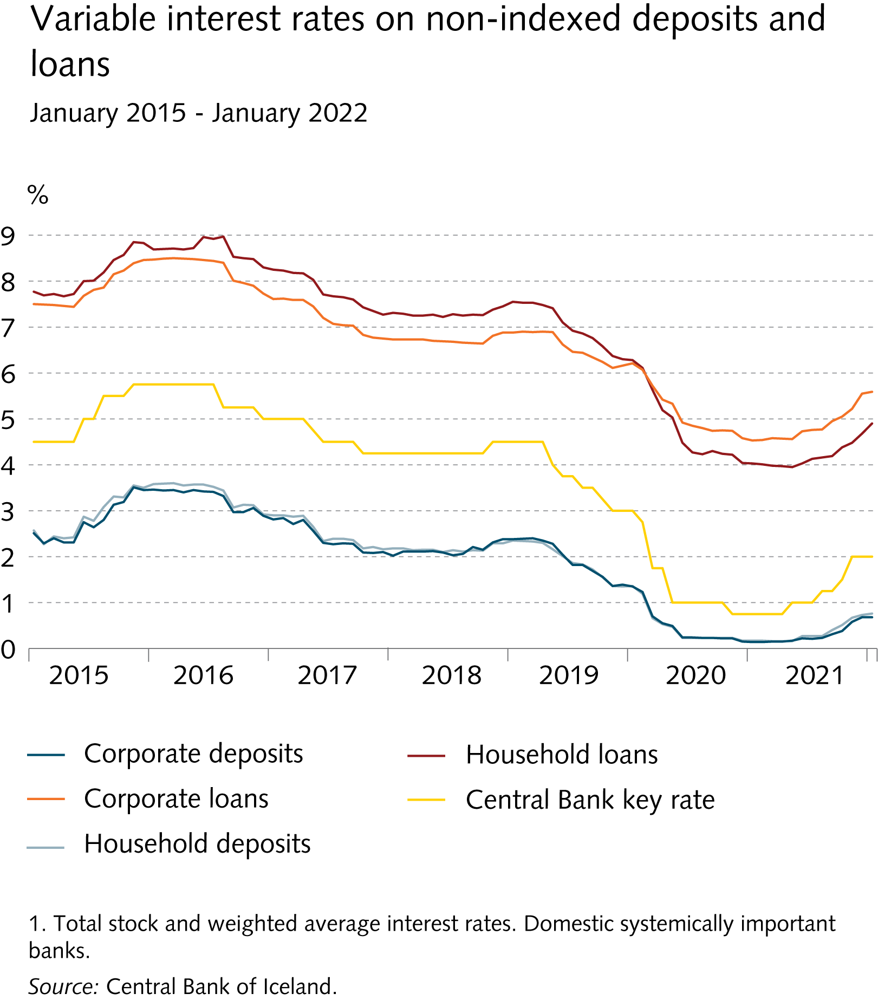 Variable interest rates on non-indexed deposits and
loans
January 2015 - January 2022
%
9
8
7
6
5
4
3
2
1
0
2015 2016 2017 2018 2019 2020 2021
Corporate deposits
Corporate loans
Household deposits
Household loans
Central Bank key rate
1. Total stock and weighted average interest rates. Domestic systemically important
banks.
Source: Central Bank of Iceland.